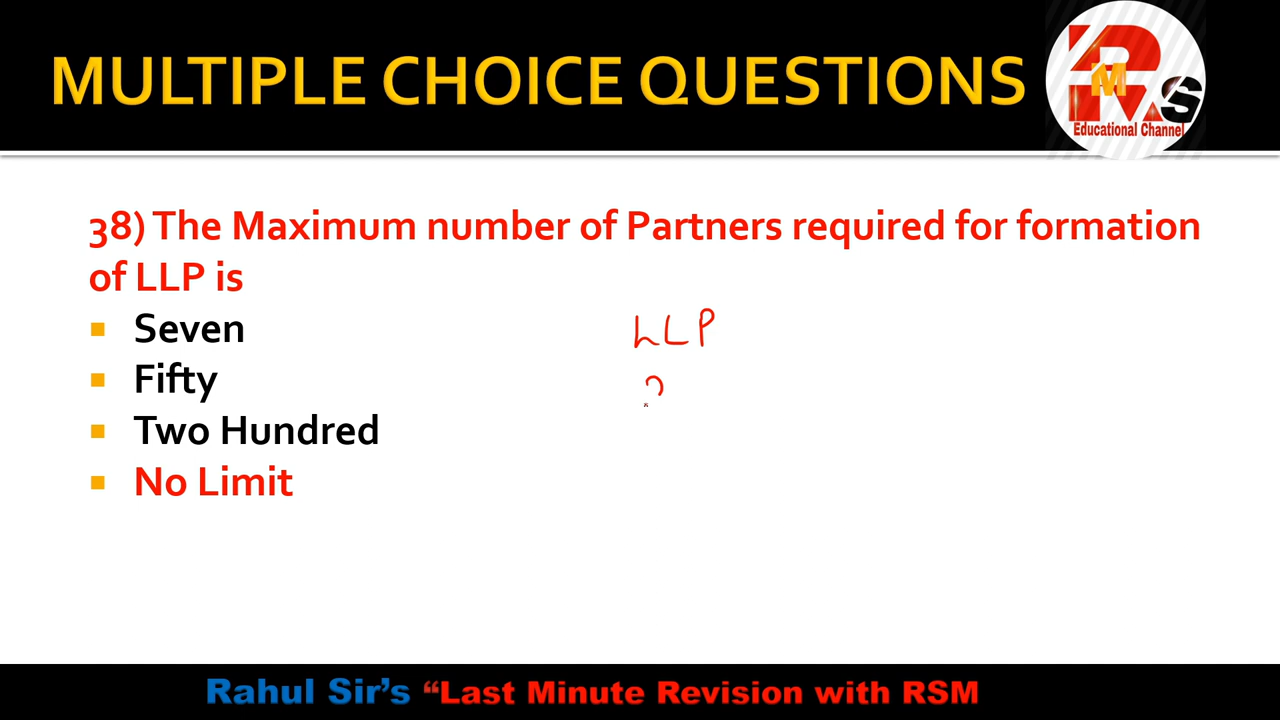 MULTIPLE CHOICE QUESTIONS
RMS
Educational Channel
38) The Maximum number of Partners required for formation
of LLP is
Seven
LLP
Fifty
Two Hundred
No Limit
Rahul Sir's “Last Minute Revision with RSM